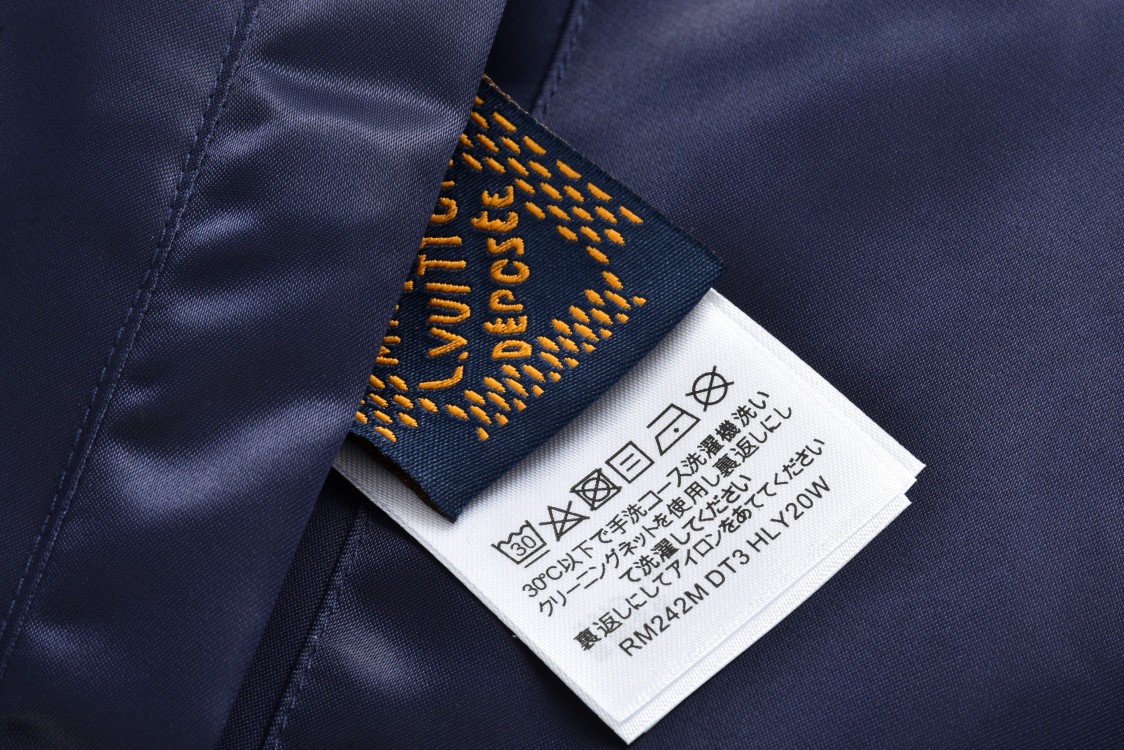 L.VUITTON
DEPOSÉE
30
30℃以下で手洗コース洗濯機洗い
クリーニングネットを使用し裏返しにし
て洗濯してください
裏返しにしてアイロンをあててください
RM242M DT3 HLY20W